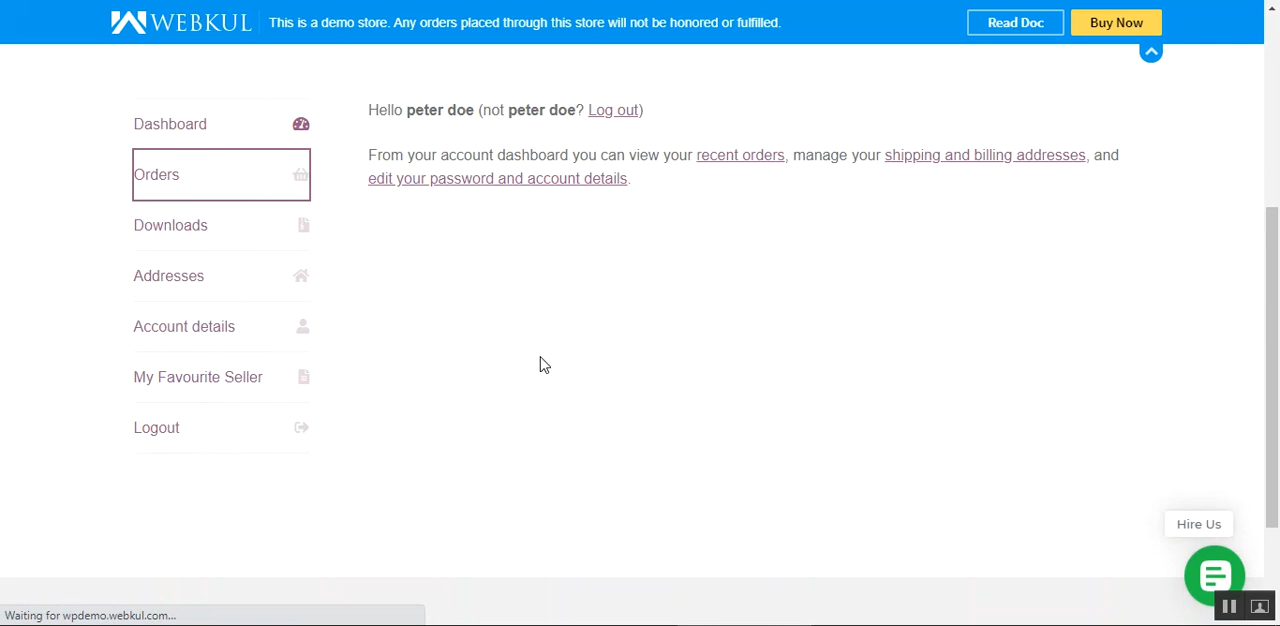 WEBKUL
This is a demo store. Any orders placed through this store will not be honored or fulfilled.
Read Doc
Buy Now
Dashboard
Orders
Downloads
Addresses
Account details
My Favourite Seller
Logout
Hello peter doe (not peter doe? Log out)
From your account dashboard you can view your recent orders, manage your shipping and billing addresses, and
edit your password and account details.
Hire Us
Waiting for wpdemo.webkul.com...